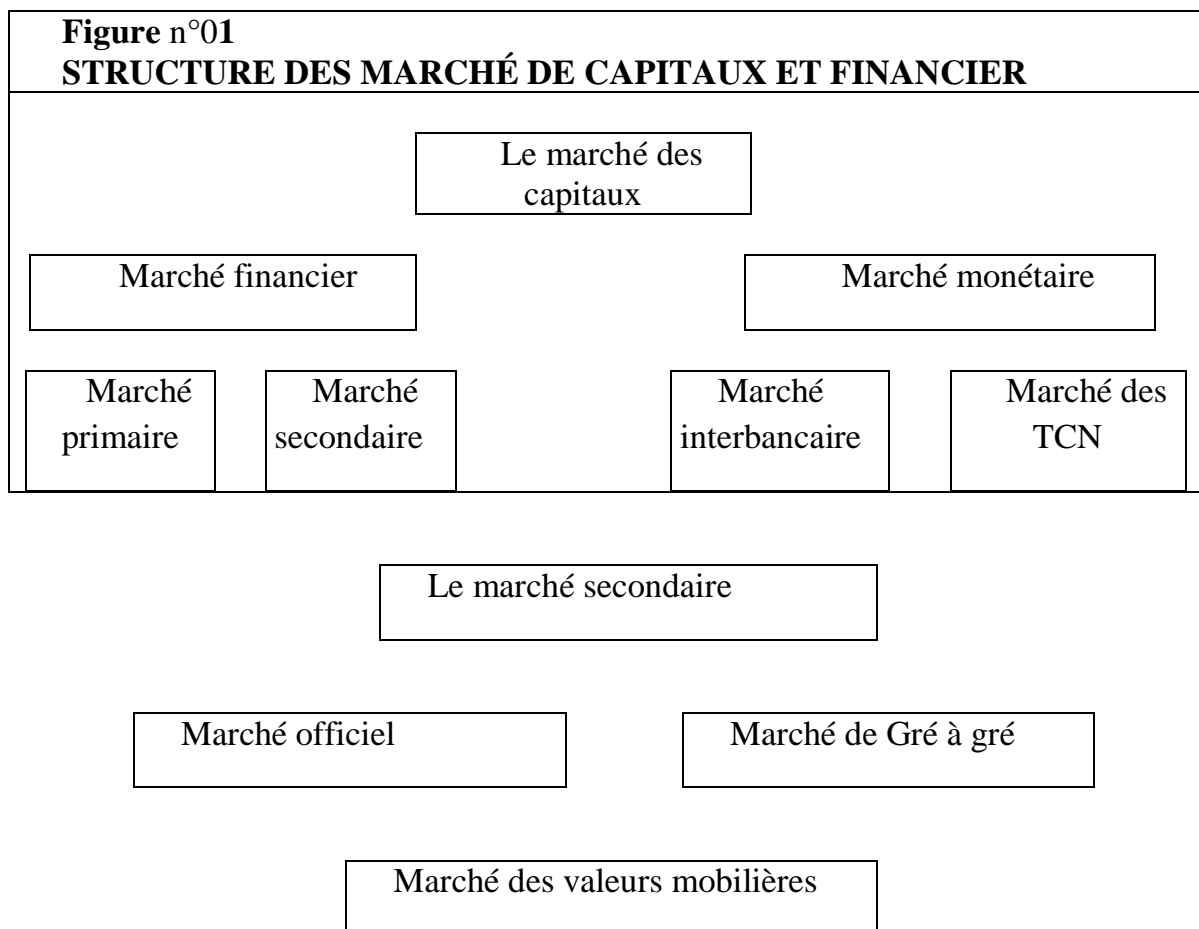 Figure n°01
STRUCTURE DES MARCHÉ DE CAPITAUX ET FINANCIER
Le marché des
capitaux
Marché financier
Marché monétaire
Marché
primaire
Marché
secondaire
Marché
interbancaire
Marché des
TCN
Le marché secondaire
Marché officiel
Marché de Gré à gré
Marché des valeurs mobilières